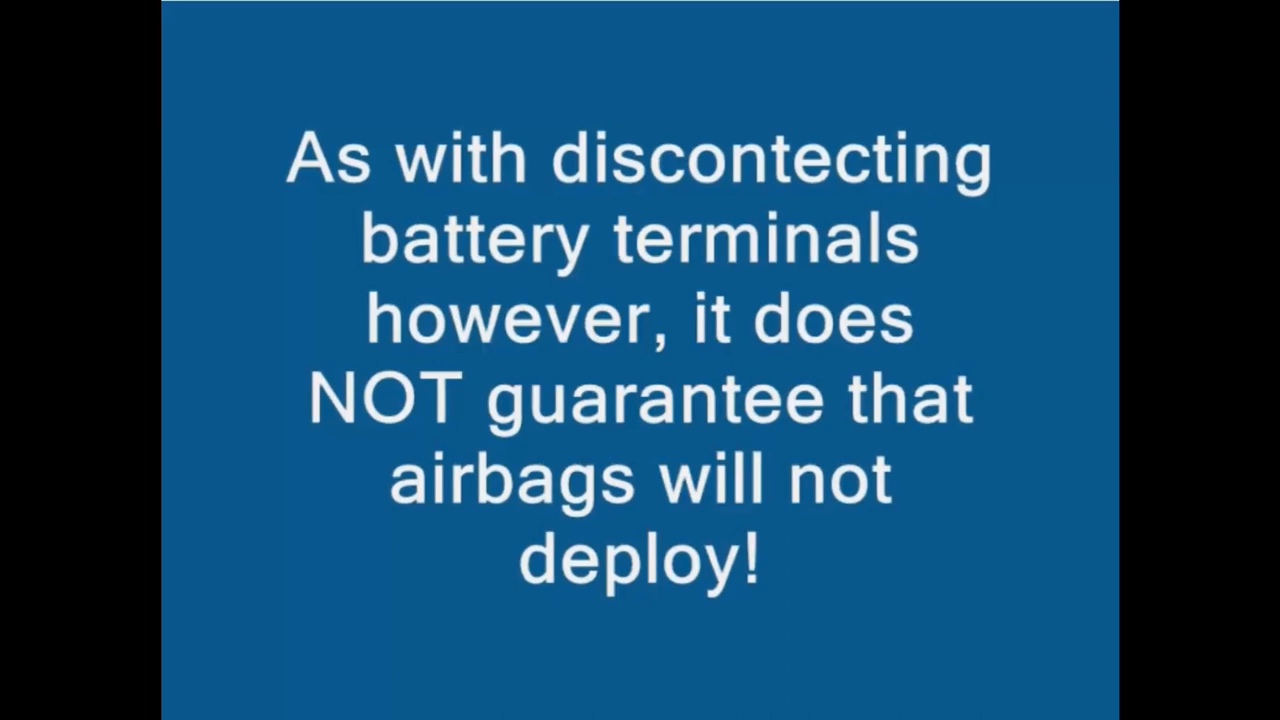 As with discontecting
battery terminals
however, it does
NOT guarantee that
airbags will not
deploy!